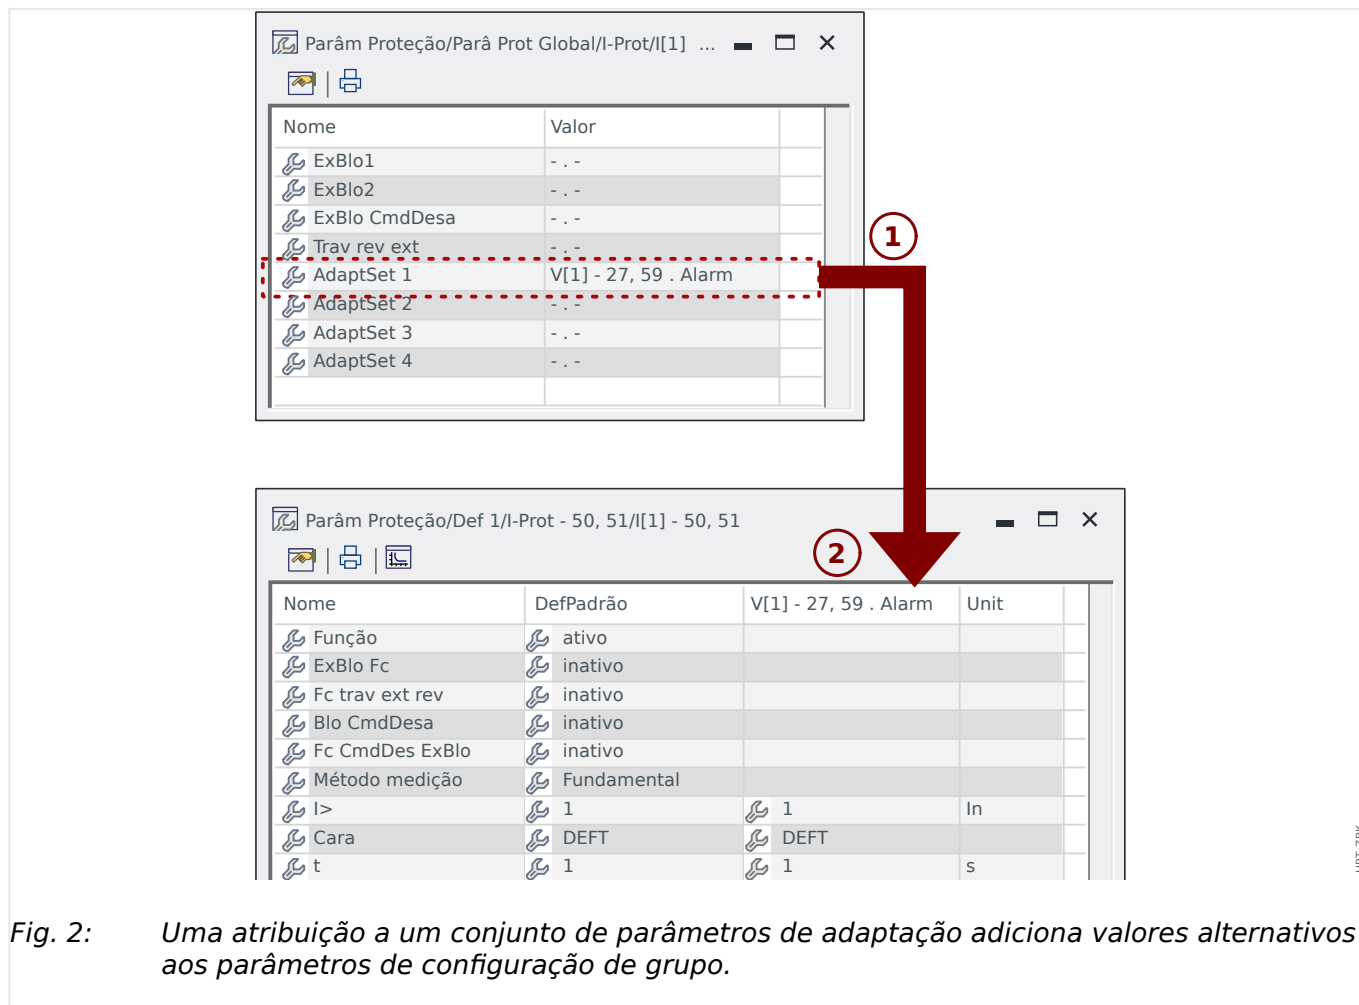 Parâm Proteção/Parâ Prot Global/I-Prot/I[1] ...
Nome Valor
ExBlo1 - . -
ExBlo2 - . -
ExBlo CmdDesa - . -
Trav rev ext - . -
AdaptSet 1 V[1] - 27, 59 . Alarm
AdaptSet 2 - . -
AdaptSet 3 - . -
AdaptSet 4 - . -
1
Parâm Proteção/Def 1/I-Prot - 50, 51/I[1] - 50, 51
2
Nome DefPadrão V[1] - 27, 59 . Alarm Unit
Função ativo
ExBlo Fc inativo
Fc trav ext rev inativo
Blo CmdDesa inativo
Fc CmdDes ExBlo inativo
Método medição Fundamental
I> 1 1 In
Cara DEFT DEFT
t 1 1 s
Fig. 2: Uma atribuição a um conjunto de parâmetros de adaptação adiciona valores alternativos
aos parâmetros de configuração de grupo.